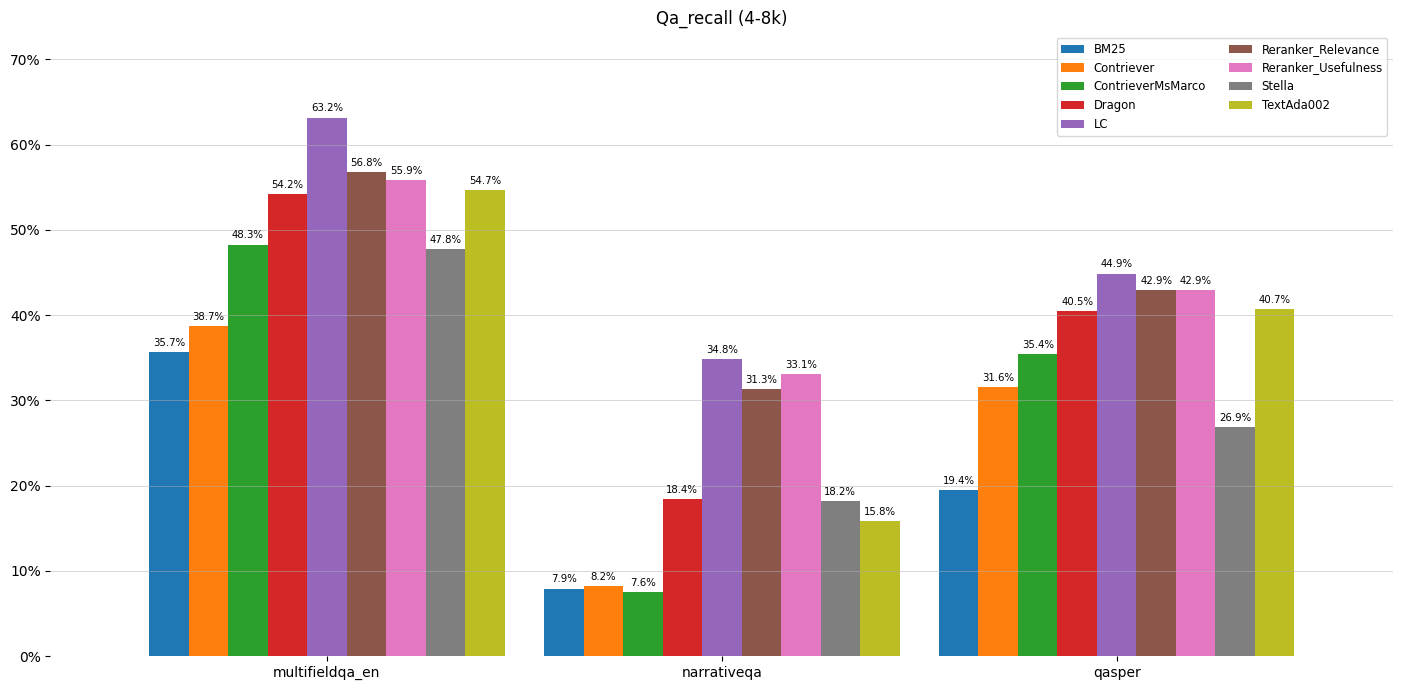 Qa_recall (4-8k)
BM25
Contriever
ContrieverMsMarco
Dragon
LC
Reranker_Relevance
Reranker_Usefulness
Stella
TextAda002
70%
60%
50%
40%
30%
20%
10%
0%
35.7%
38.7%
48.3%
54.2%
63.2%
56.8%
55.9%
47.8%
54.7%
7.9%
8.2%
7.6%
18.4%
34.8%
31.3%
33.1%
18.2%
15.8%
19.4%
31.6%
35.4%
40.5%
44.9%
42.9%
42.9%
26.9%
40.7%
multifieldqa_en
narrativeqa
qasper